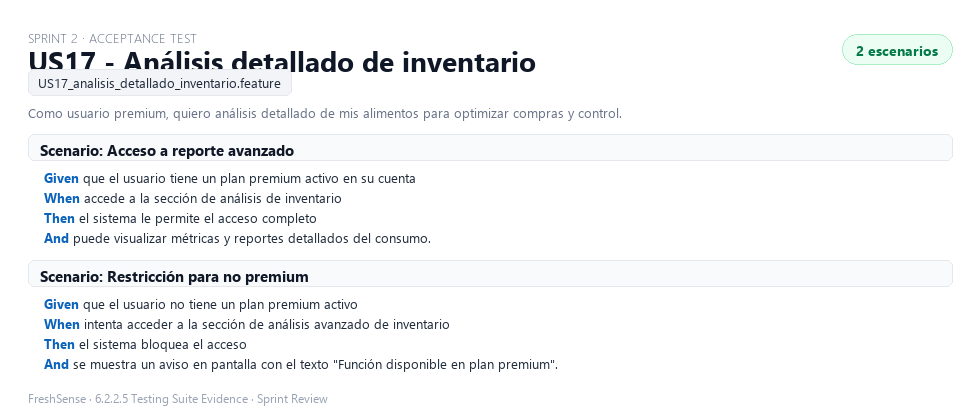 SPRINT 2 · ACCEPTANCE TEST
US17 - Análisis detallado de inventario
2 escenarios
US17_analisis_detallado_inventario.feature
Como usuario premium, quiero análisis detallado de mis alimentos para optimizar compras y control.
Scenario: Acceso a reporte avanzado
Given que el usuario tiene un plan premium activo en su cuenta
When accede a la sección de análisis de inventario
Then el sistema le permite el acceso completo
And puede visualizar métricas y reportes detallados del consumo.
Scenario: Restricción para no premium
Given que el usuario no tiene un plan premium activo
When intenta acceder a la sección de análisis avanzado de inventario
Then el sistema bloquea el acceso
And se muestra un aviso en pantalla con el texto "Función disponible en plan premium".
FreshSense · 6.2.2.5 Testing Suite Evidence · Sprint Review